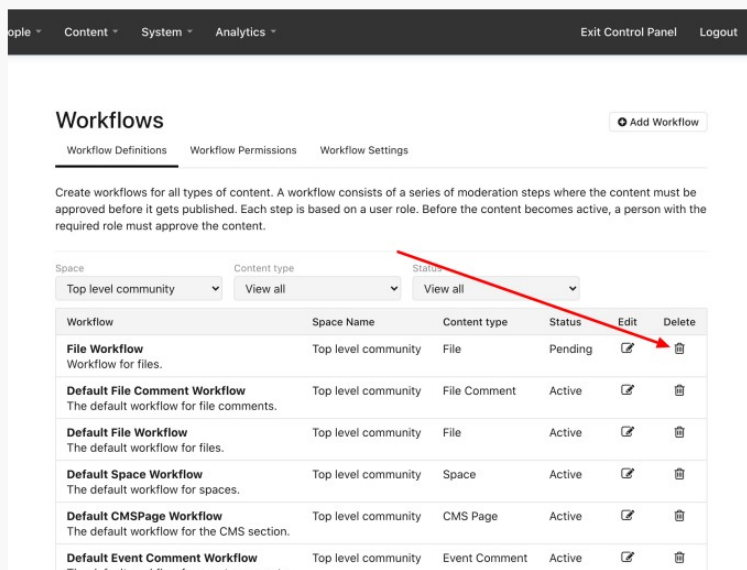 ople Content System Analytics Exit Control Panel Logout
Workflows
Add Workflow
Workflow Definitions Workflow Permissions Workflow Settings
Create workflows for all types of content. A workflow consists of a series of moderation steps where the content must be
approved before it gets published. Each step is based on a user role. Before the content becomes active, a person with the
required role must approve the content.
Space Content type Status
Top level community View all View all
Workflow Space Name Content type Status Edit Delete
File Workflow Top level community File Pending
Workflow for files.
Default File Comment Workflow Top level community File Comment Active
The default workflow for file comments.
Default File Workflow Top level community File Active
The default workflow for files.
Default Space Workflow Top level community Space Active
The default workflow for spaces.
Default CMSPage Workflow Top level community CMS Page Active
The default workflow for the CMS section.
Default Event Comment Workflow Top level community Event Comment Active